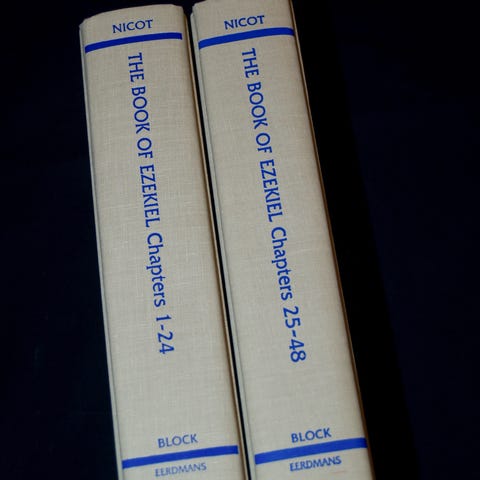 NICOT
THE BOOK OF EZEKIEL Chapters 1-24
BLOCK
EERDMANS
NICOT
THE BOOK OF EZEKIEL Chapters 25-48
BLOCK
EERDMANS